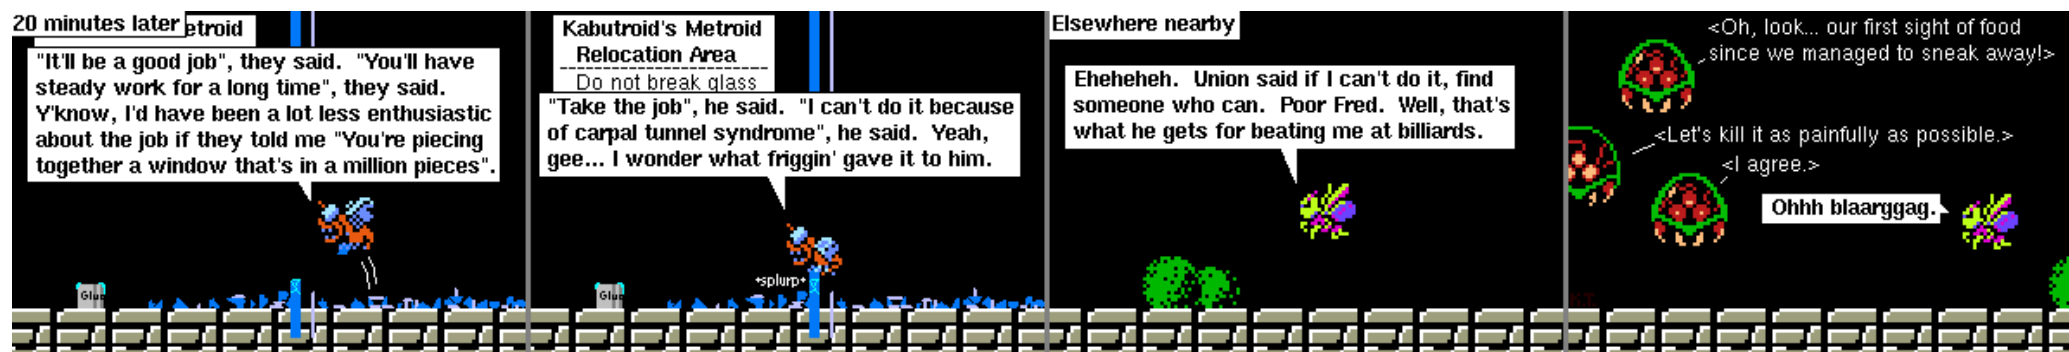 20 minutes later
etroid
"It'll be a good job", they said. "You'll have
steady work for a long time", they said.
Y'know, I'd have been a lot less enthusiastic
about the job if they told me "You're piecing
together a window that's in a million pieces".
Glue
Kabutroid's Metroid
Relocation Area
Do not break glass
"Take the job", he said. "I can't do it because
of carpal tunnel syndrome", he said. Yeah,
gee... I wonder what friggin' gave it to him.
*splurp*
Glue
Elsewhere nearby
Eheheheh. Union said if I can't do it, find
someone who can. Poor Fred. Well, that's
what he gets for beating me at billiards.
<Oh, look... our first sight of food
since we managed to sneak away!>
<Let's kill it as painfully as possible.>
<I agree.>
Ohhh blaarggag.